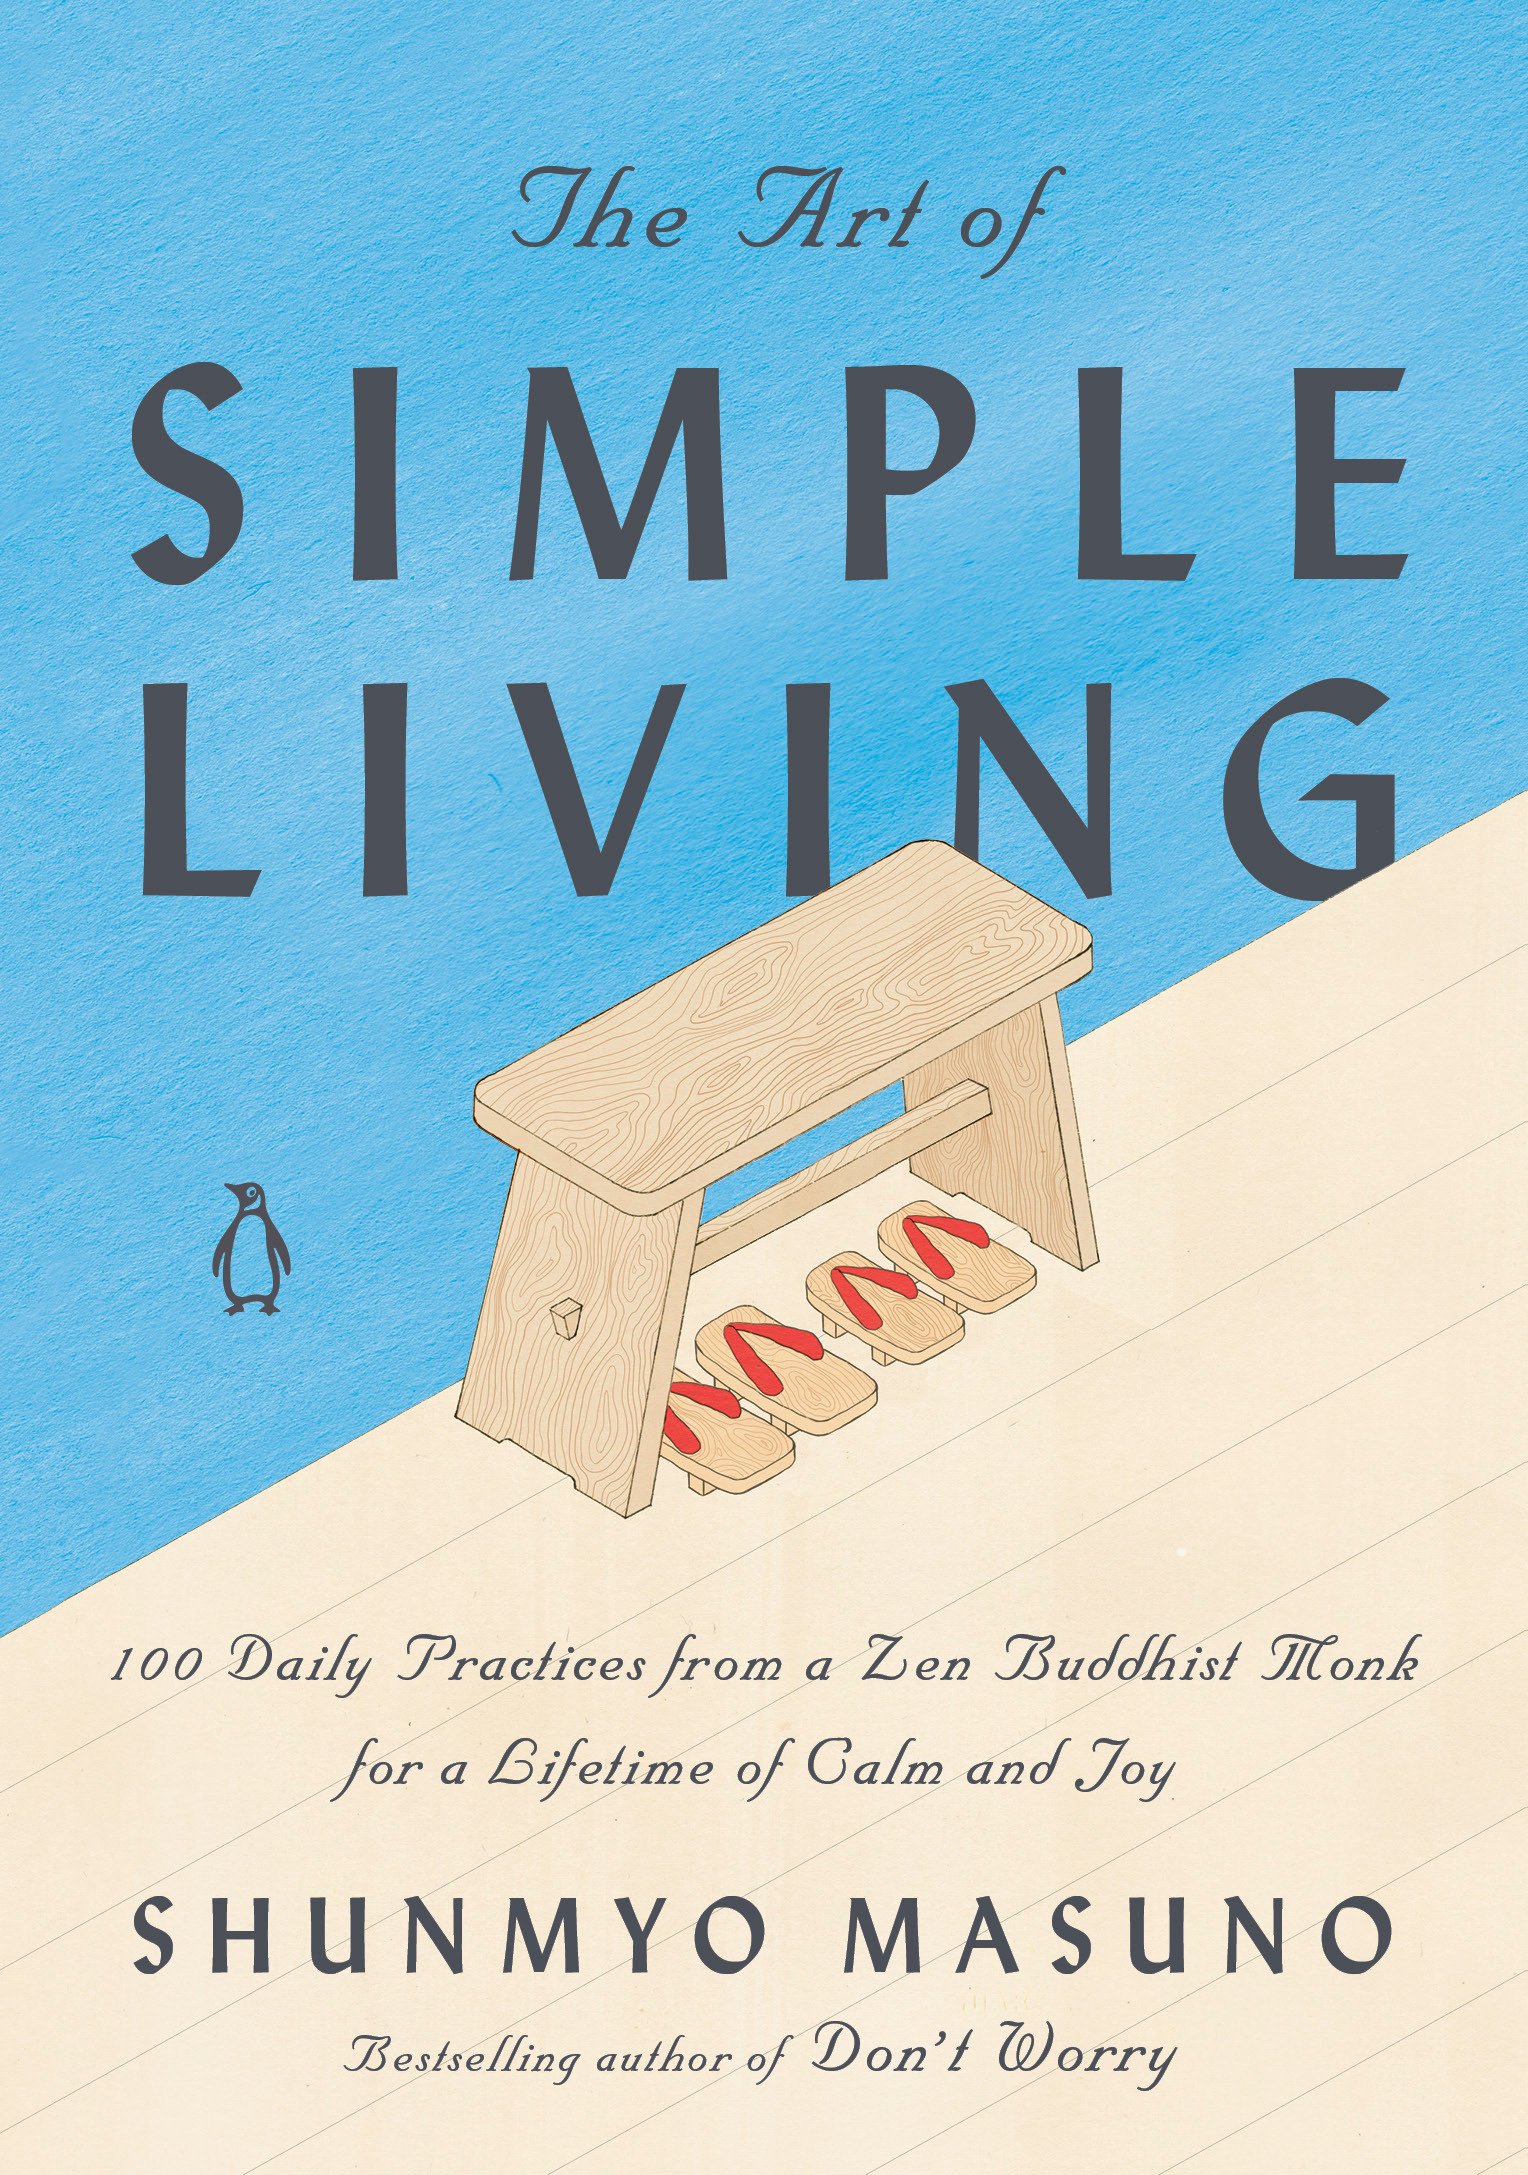 The Art of
SIMPLE
LIVING
100 Daily Practices from a Zen Buddhist Monk
for a Lifetime of Calm and Joy
SHUNMYO MASUNO
Bestselling author of Don't Worry